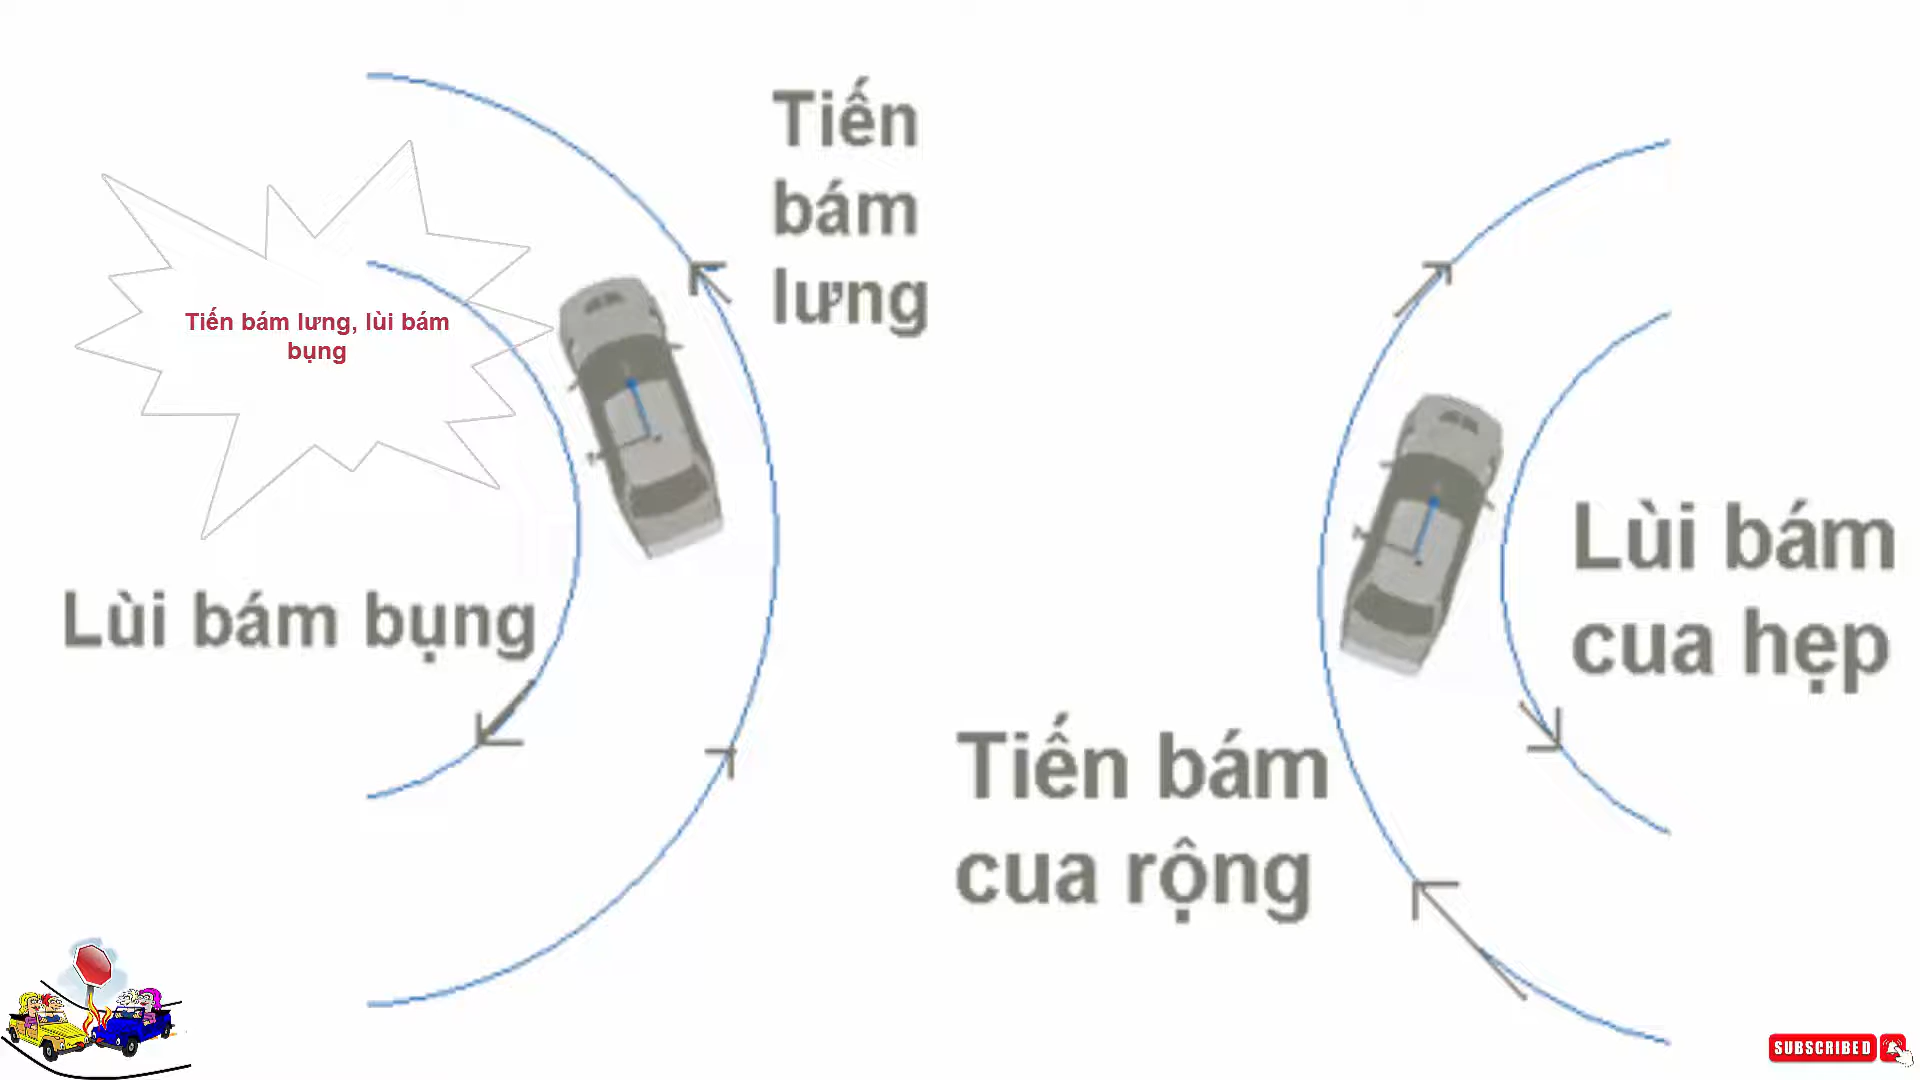 Tiến
bám
lưng
Tiến bám lưng, lùi bám
bụng
Lùi bám bụng
Lùi bám
cua hẹp
Tiến bám
cua rộng
SUBSCRIBED